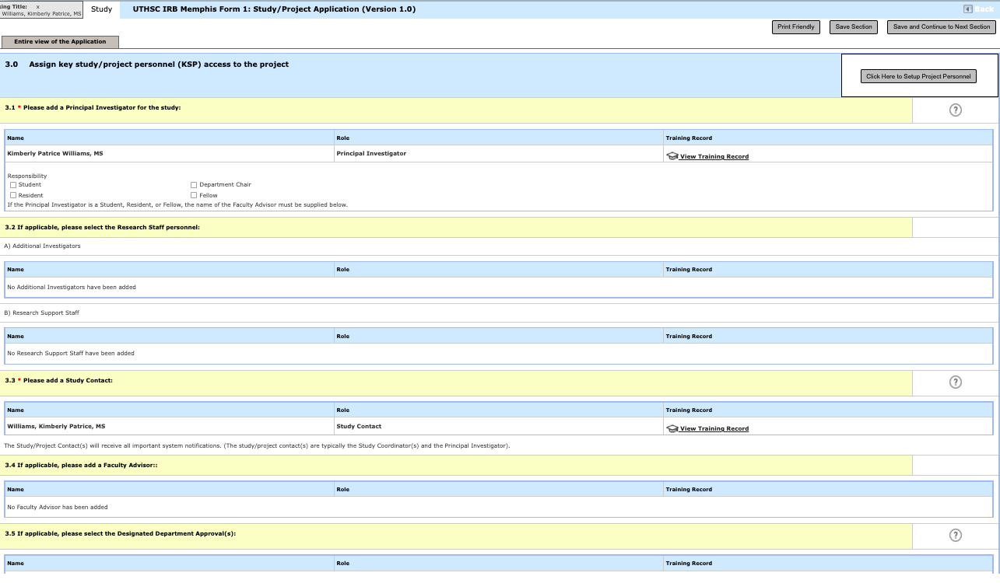 king Title: x
Williams, Kimberly Patrice, MS
Study
UTHSC IRB Memphis Form 1: Study/Project Application (Version 1.0)
Back
Print Friendly
Save Section
Save and Continue to Next Section
Entire view of the Application
3.0 Assign key study/project personnel (KSP) access to the project
Click Here to Setup Project Personnel
3.1 * Please add a Principal Investigator for the study:
?
Name Role Training Record
Kimberly Patrice Williams, MS Principal Investigator View Training Record
Responsibility
Student Department Chair
Resident Fellow
If the Principal Investigator is a Student, Resident, or Fellow, the name of the Faculty Advisor must be supplied below.
3.2 If applicable, please select the Research Staff personnel:
A) Additional Investigators
Name Role Training Record
No Additional Investigators have been added
B) Research Support Staff
Name Role Training Record
No Research Support Staff have been added
3.3 * Please add a Study Contact:
?
Name Role Training Record
Williams, Kimberly Patrice, MS Study Contact View Training Record
The Study/Project Contact(s) will receive all important system notifications. (The study/project contact(s) are typically the Study Coordinator(s) and the Principal Investigator).
3.4 If applicable, please add a Faculty Advisor::
Name Role Training Record
No Faculty Advisor has been added
3.5 If applicable, please select the Designated Department Approval(s):
?
Name Role Training Record